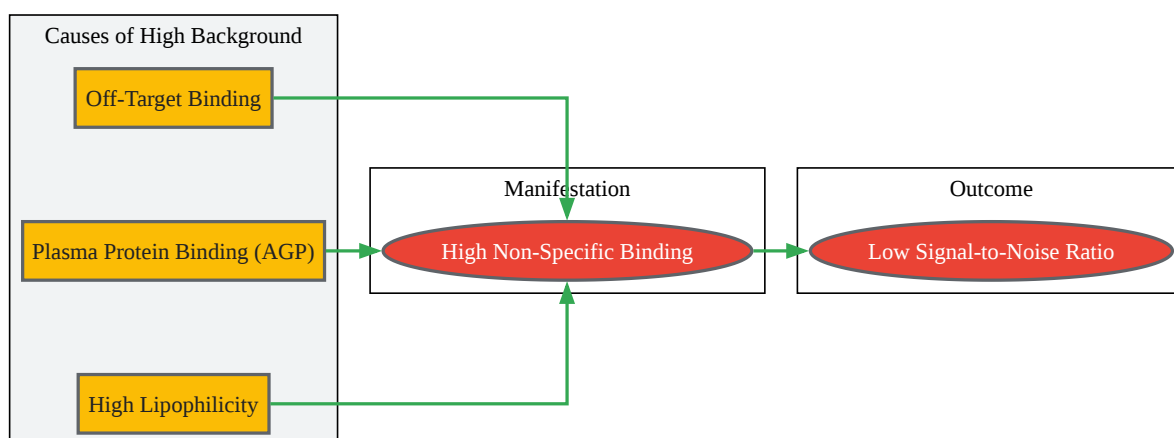 Causes of High Background
Off-Target Binding
Plasma Protein Binding (AGP)
High Lipophilicity
Manifestation
High Non-Specific Binding
Outcome
Low Signal-to-Noise Ratio